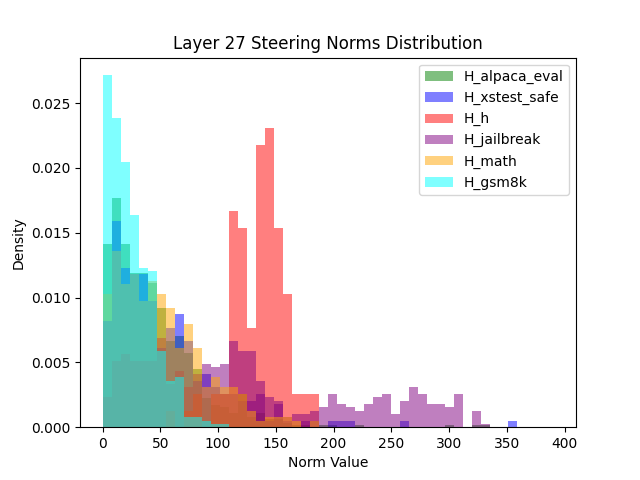 Layer 27 Steering Norms Distribution
H_alpaca_eval
H_xstest_safe
H_h
H_jailbreak
H_math
H_gsm8k
Density
0.025
0.020
0.015
0.010
0.005
0.000
0 50 100 150 200 250 300 350 400
Norm Value